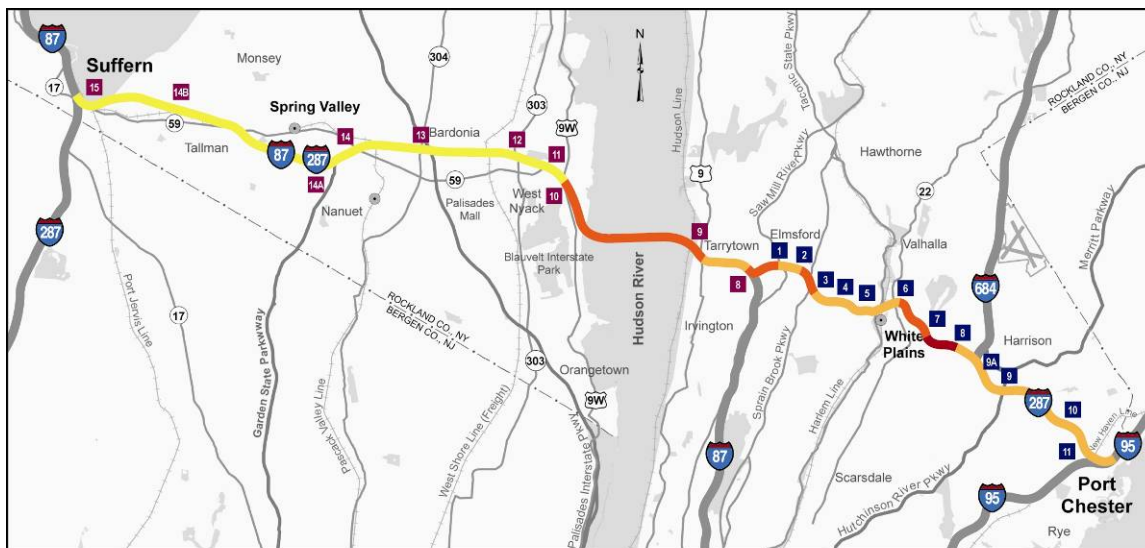 87
17
Suffern
15
Monsey
14B
59
Tallman
Spring Valley
87
287
14A
14
Nanuet
304
13
Bardonia
59
Palisades
Mall
303
12
11
9W
West
Nyack
10
Blauvelt Interstate
Park
N
Hudson River
Hudson Line
9
9
Tarrytown
8
Irvington
Taconic State Pkwy
Saw Mill River Pkwy
Elmsford
1
2
3
4
5
Hawthorne
22
Valhalla
6
7
8
White
Plains
684
Harrison
9A
9
287
10
11
New Haven Line
95
Port
Chester
95
Rye
Merritt Parkway
ROCKLAND CO., NY
BERGEN CO., NJ
287
Port Jervis Line
17
Garden State Parkway
Pascack Valley Line
ROCKLAND CO., NY
BERGEN CO., NJ
West Shore Line (Freight)
303
Orangetown
9W
Palisades Interstate Pkwy
87
Sprain Brook Pkwy
Harlem Line
Scarsdale
Hutchinson River Pkwy